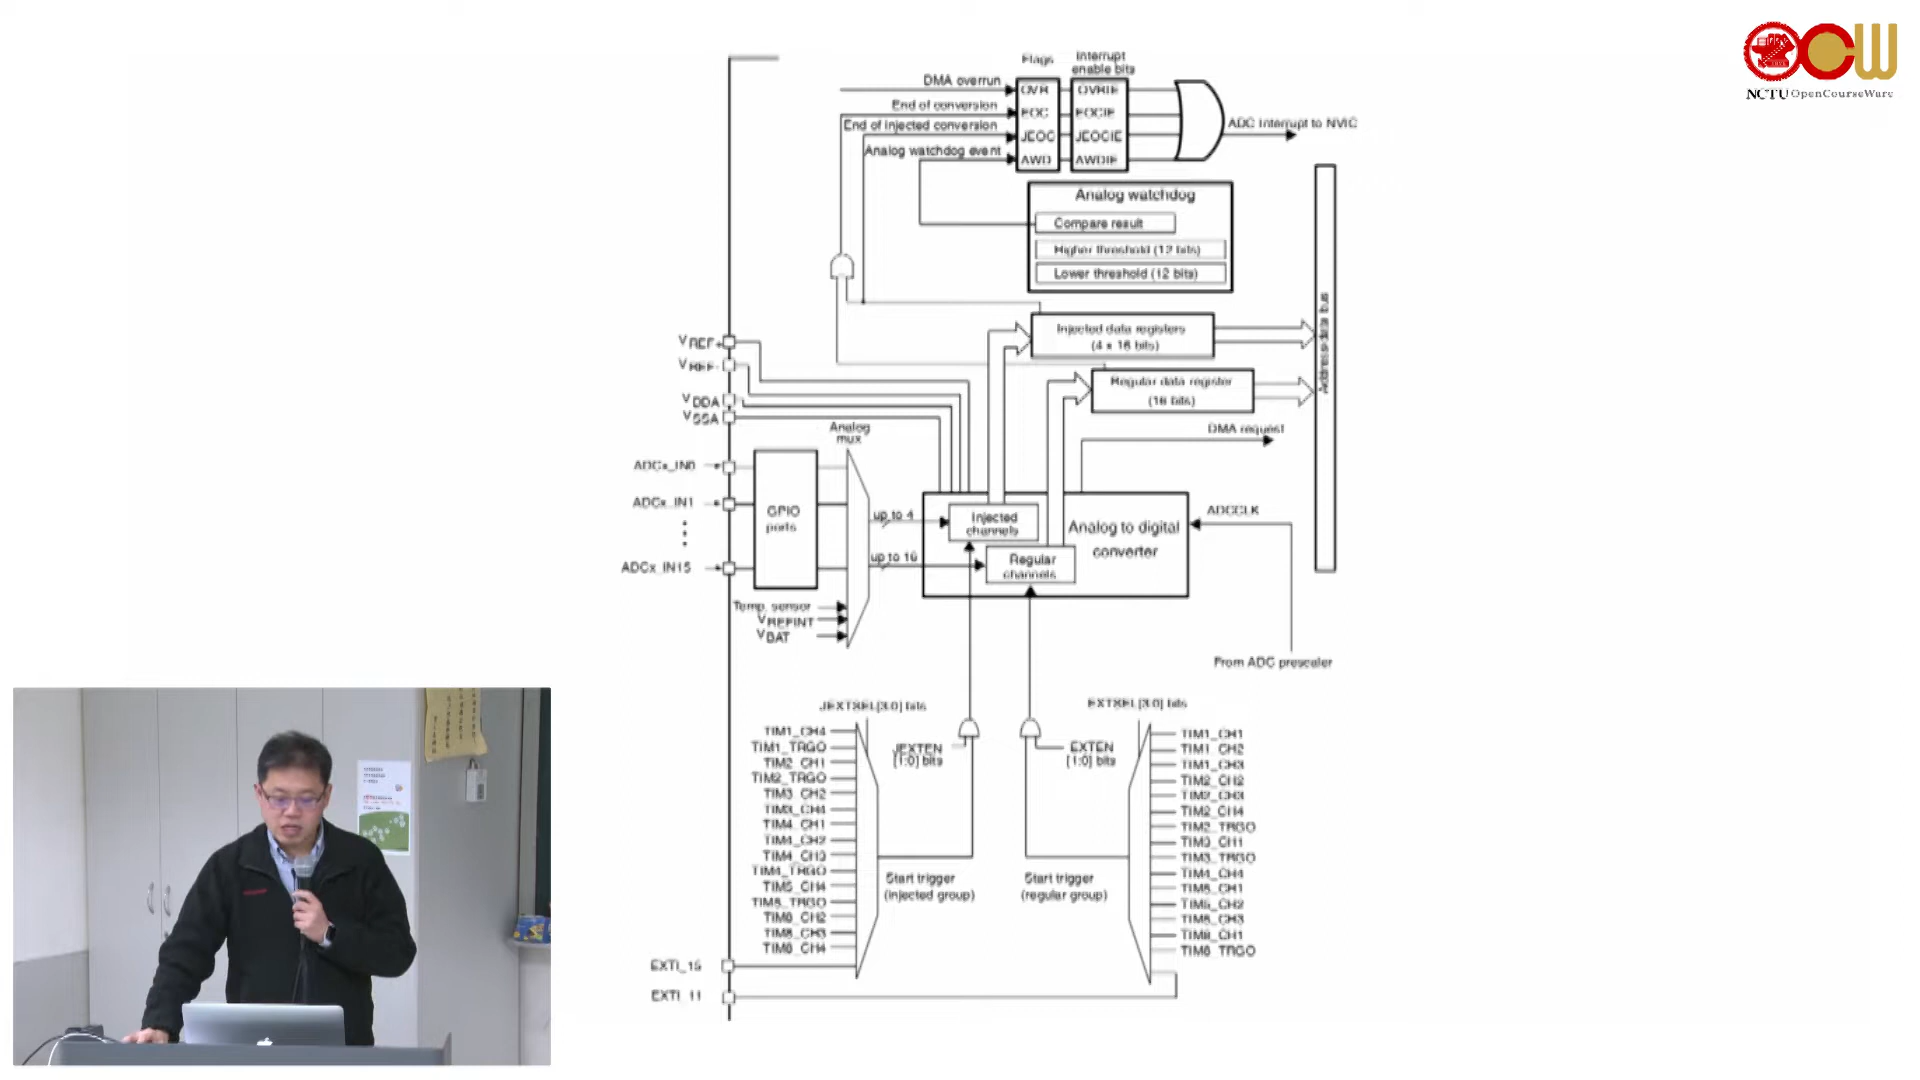 NCTU OpenCourseWare
Flags
Interrupt
enable bits
DMA overrun
OVR
OVRIE
End of conversion
EOC
EOCIE
End of injected conversion
JEOC
JEOCIE
Analog watchdog event
AWD
AWDIE
ADC Interrupt to NVIC
Analog watchdog
Compare result
Higher threshold (12 bits)
Lower threshold (12 bits)
Address/data bus
Injected data registers
(4 x 16 bits)
Regular data register
(16 bits)
DMA request
VREF+
VREF-
VDDA
VSSA
Analog
mux
ADCx_IN0
ADCx_IN1
ADCx_IN15
GPIO
ports
up to 4
up to 16
Injected
channels
Regular
channels
Analog to digital
converter
ADCCLK
Temp. sensor
VREFINT
VBAT
From ADC prescaler
JEXTSEL[3:0] bits
EXTSEL[3:0] bits
TIM1_CH4
TIM1_TRGO
TIM2_CH1
TIM2_TRGO
TIM3_CH2
TIM3_CH4
TIM4_CH1
TIM4_CH2
TIM4_CH3
TIM4_TRGO
TIM5_CH4
TIM5_TRGO
TIM8_CH2
TIM8_CH3
TIM8_CH4
JEXTEN
[1:0] bits
EXTEN
[1:0] bits
Start trigger
(injected group)
Start trigger
(regular group)
TIM1_CH1
TIM1_CH2
TIM1_CH3
TIM2_CH2
TIM2_CH3
TIM2_CH4
TIM2_TRGO
TIM3_CH1
TIM3_TRGO
TIM4_CH4
TIM5_CH1
TIM5_CH2
TIM5_CH3
TIM8_CH1
TIM8_TRGO
EXTI_15
EXTI_11